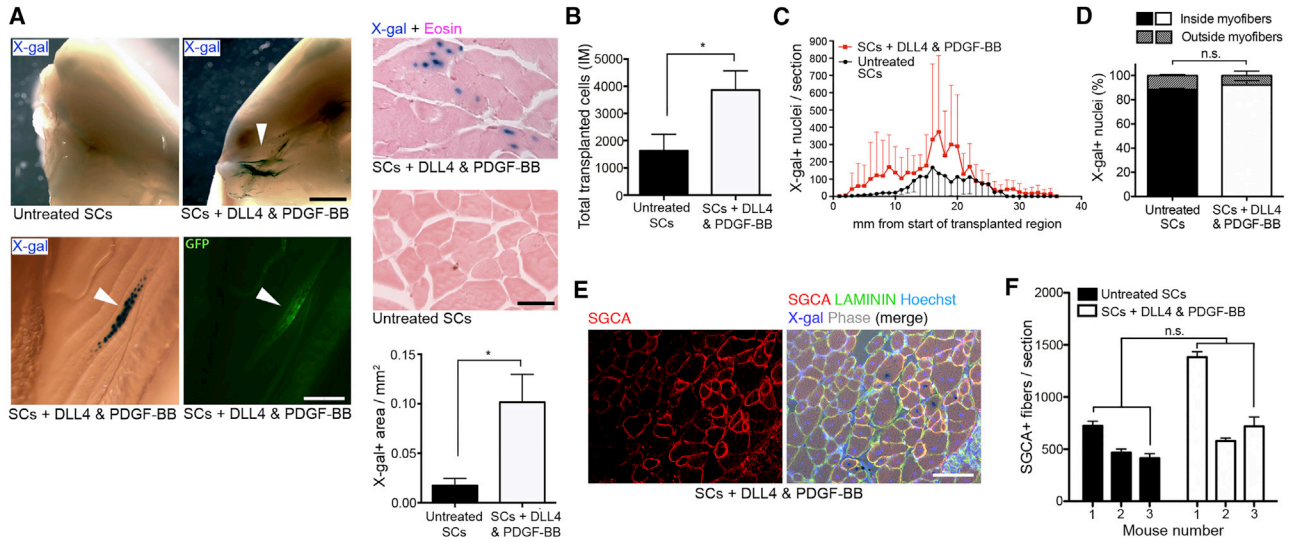 A
X-gal
X-gal
Untreated SCs
SCs + DLL4 & PDGF-BB
X-gal
GFP
SCs + DLL4 & PDGF-BB
SCs + DLL4 & PDGF-BB
X-gal + Eosin
SCs + DLL4 & PDGF-BB
Untreated SCs
X-gal+ area / mm²
0.15
0.10
0.05
0.00
*
Untreated
SCs
SCs + DLL4
& PDGF-BB
B
Total transplanted cells (IM)
5000
4000
3000
2000
1000
0
*
Untreated
SCs
SCs + DLL4
& PDGF-BB
C
SCs + DLL4 & PDGF-BB
Untreated
SCs
X-gal+ nuclei / section
900
800
700
600
500
400
300
200
100
0
0
10
20
30
40
mm from start of transplanted region
D
Inside myofibers
Outside myofibers
n.s.
X-gal+ nuclei (%)
120
100
80
60
40
20
0
Untreated
SCs
SCs + DLL4
& PDGF-BB
E
SGCA
SGCA LAMININ Hoechst
X-gal Phase (merge)
SCs + DLL4 & PDGF-BB
F
Untreated SCs
SCs + DLL4 & PDGF-BB
n.s.
SGCA+ fibers / section
2000
1500
1000
500
0
1 2 3 1 2 3
Mouse number